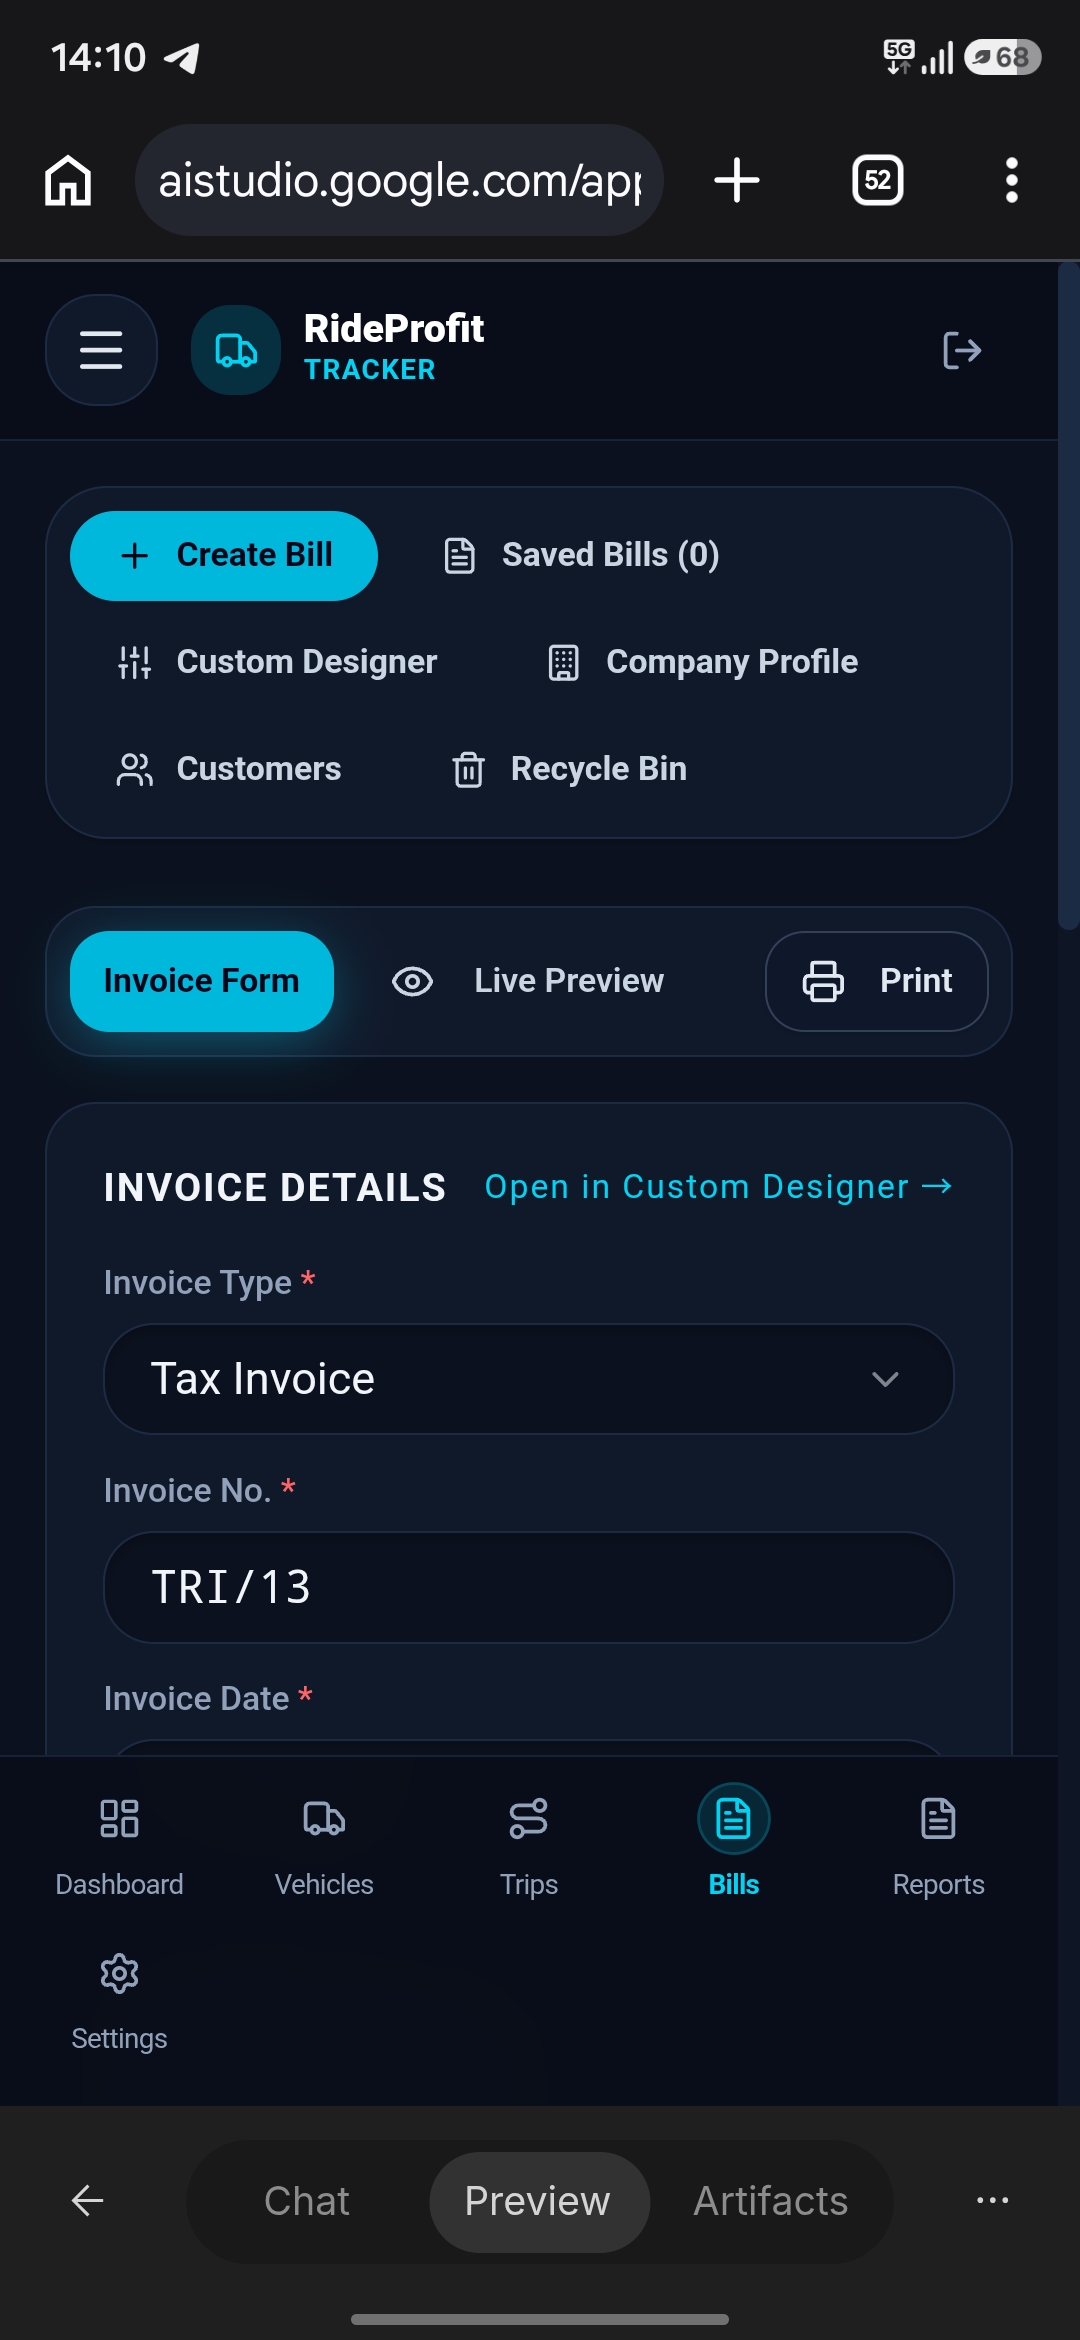 14:10
5G
68
aistudio.google.com/app
52
RideProfit
TRACKER
Create Bill
Saved Bills (0)
Custom Designer
Company Profile
Customers
Recycle Bin
Invoice Form
Live Preview
Print
INVOICE DETAILS
Open in Custom Designer →
Invoice Type *
Tax Invoice
Invoice No. *
TRI/13
Invoice Date *
Dashboard
Vehicles
Trips
Bills
Reports
Settings
Chat
Preview
Artifacts